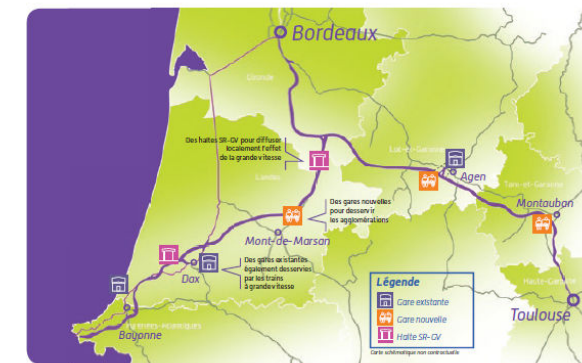 Bordeaux
Gironde
Des haltes SR-GV pour diffuser
localement l'effet
de la grande vitesse
Lot-et-Garonne
Agen
Landes
Tarn-et-Garonne
Des gares nouvelles
pour desservir
les agglomérations
Montauban
Mont-de-Marsan
Des gares existantes
également desservies
par les trains
à grande vitesse
Dax
Haute-Garonne
Légende
Gare existante
Gare nouvelle
Halte SR-GV
Toulouse
Pyrénées-Atlantiques
Bayonne
Carte schématique non contractuelle